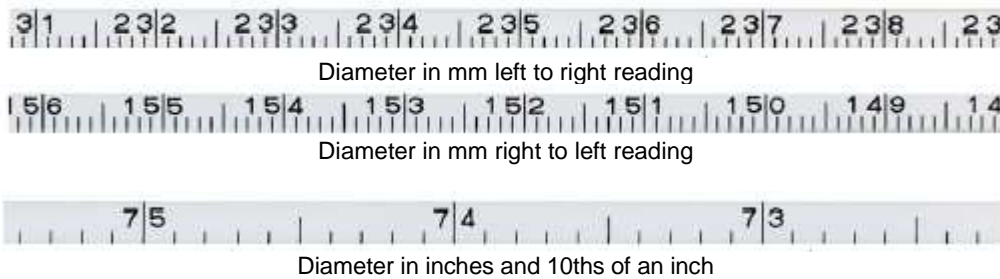 31 232 233 234 235 236 237 238 23
Diameter in mm left to right reading
156 155 154 153 152 151 150 149 14
Diameter in mm right to left reading
75 74 73
Diameter in inches and 10ths of an inch